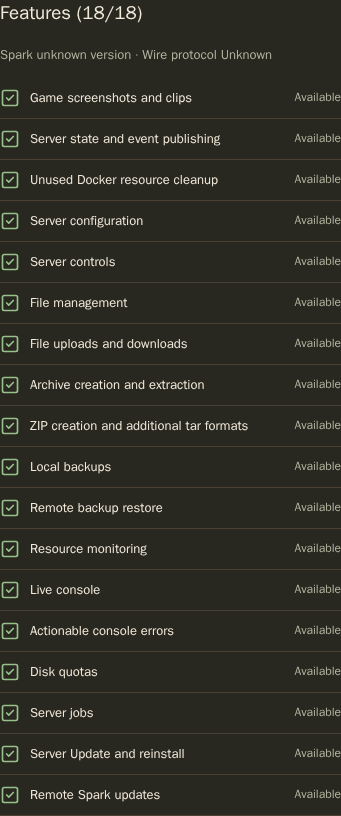 Features (18/18)
Spark unknown version · Wire protocol Unknown
Game screenshots and clips Available
Server state and event publishing Available
Unused Docker resource cleanup Available
Server configuration Available
Server controls Available
File management Available
File uploads and downloads Available
Archive creation and extraction Available
ZIP creation and additional tar formats Available
Local backups Available
Remote backup restore Available
Resource monitoring Available
Live console Available
Actionable console errors Available
Disk quotas Available
Server jobs Available
Server Update and reinstall Available
Remote Spark updates Available